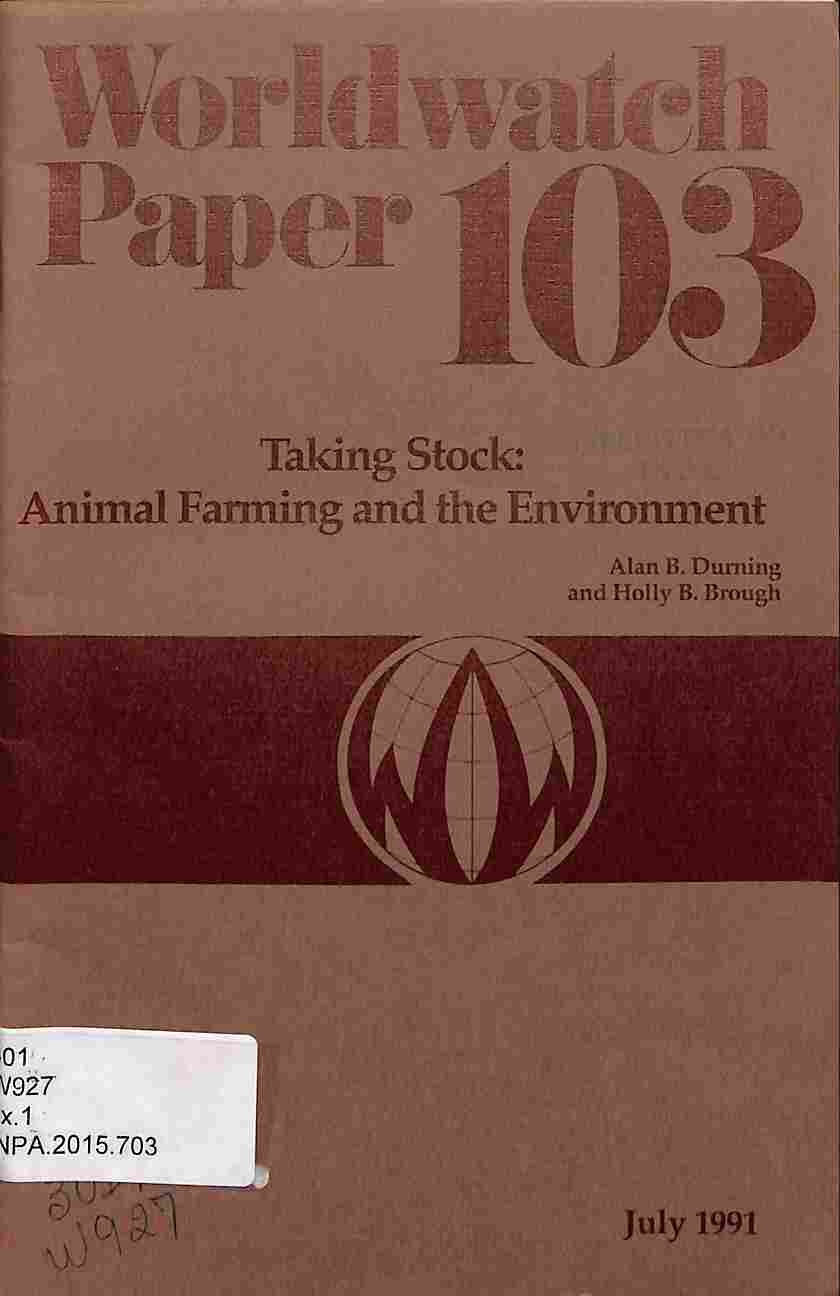 Worldwatch
Paper 103
Taking Stock:
Animal Farming and the Environment
Alan B. Durning
and Holly B. Brough
01
W927
x.1
NPA.2015.703
W927
July 1991